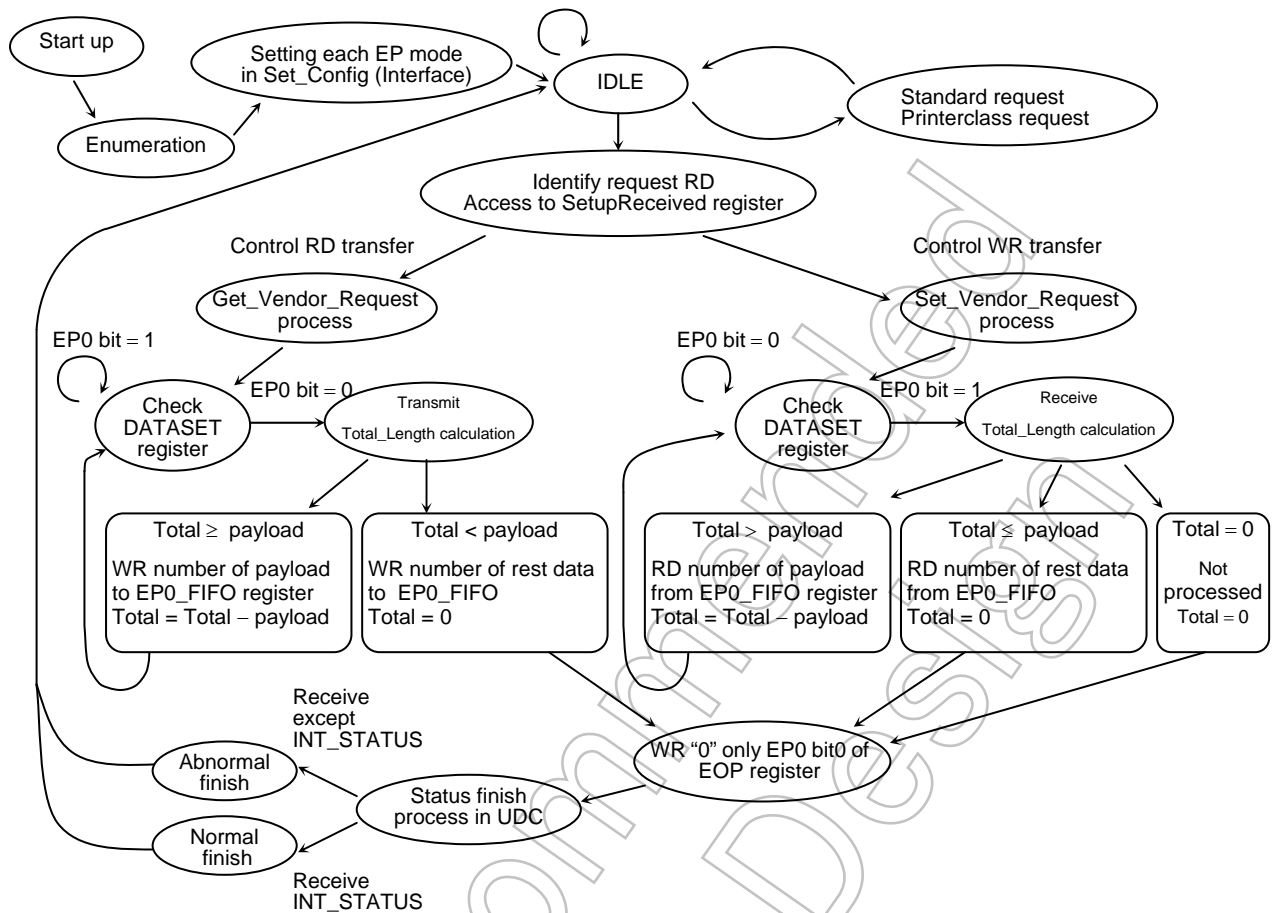 Start up
Setting each EP mode
in Set_Config (Interface)
IDLE
Standard request
Printerclass request
Enumeration
Identify request RD
Access to SetupReceived register
Control RD transfer
Control WR transfer
Get_Vendor_Request
process
Set_Vendor_Request
process
EP0 bit = 1
EP0 bit = 0
Check
DATASET
register
EP0 bit = 0
Transmit
Total_Length calculation
Check
DATASET
register
EP0 bit = 1
Receive
Total_Length calculation
Total ≥ payload
WR number of payload
to EP0_FIFO register
Total = Total − payload
Total < payload
WR number of rest data
to EP0_FIFO
Total = 0
Total > payload
RD number of payload
from EP0_FIFO register
Total = Total − payload
Total ≤ payload
RD number of rest data
from EP0_FIFO
Total = 0
Total = 0
Not
processed
Total = 0
Receive
except
INT_STATUS
Abnormal
finish
WR “0” only EP0 bit0 of
EOP register
Status finish
process in UDC
Normal
finish
Receive
INT_STATUS
ommended
Design